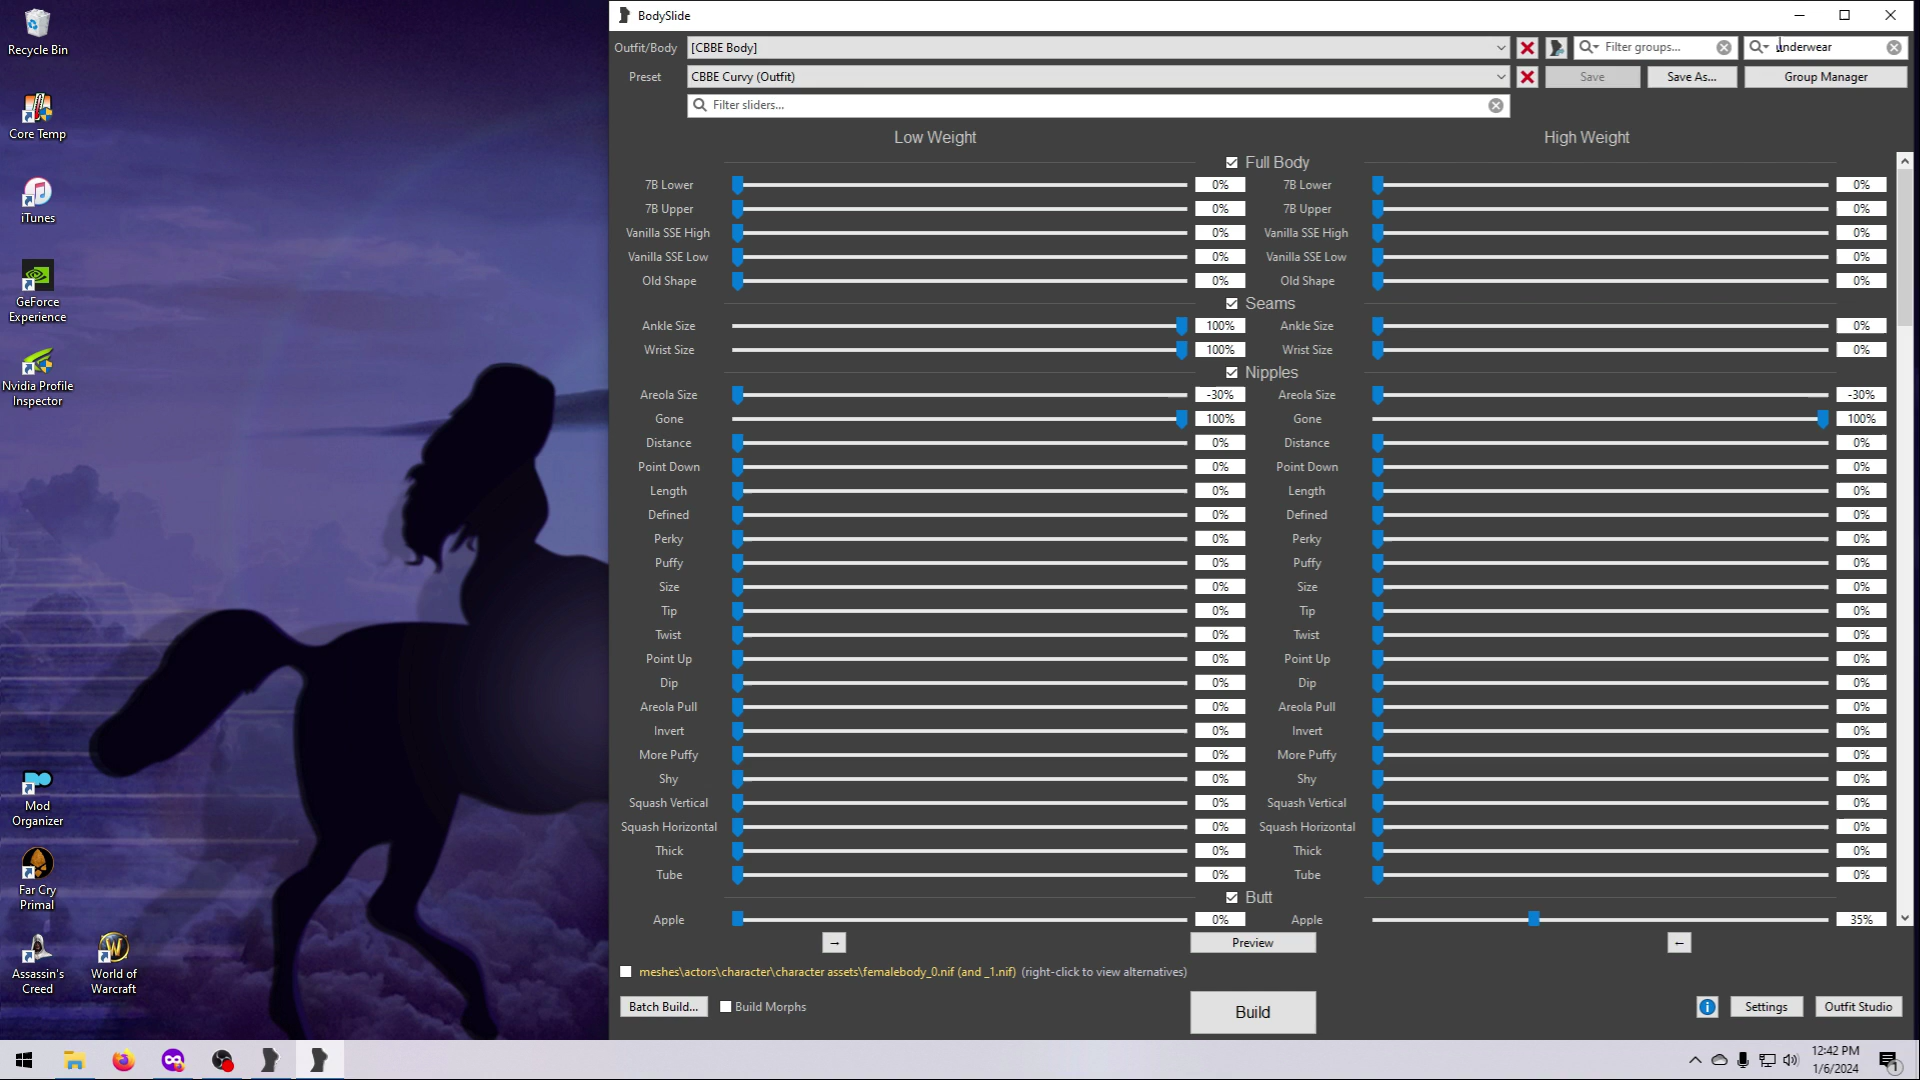 BodySlide
Outfit/Body
[CBBE Body]
Filter groups...
underwear
Preset
CBBE Curvy (Outfit)
Save
Save As...
Group Manager
Filter sliders...
Low Weight
High Weight
Full Body
7B Lower 0% 7B Lower 0%
7B Upper 0% 7B Upper 0%
Vanilla SSE High 0% Vanilla SSE High 0%
Vanilla SSE Low 0% Vanilla SSE Low 0%
Old Shape 0% Old Shape 0%
Seams
Ankle Size 100% Ankle Size 0%
Wrist Size 100% Wrist Size 0%
Nipples
Areola Size -30% Areola Size -30%
Gone 100% Gone 100%
Distance 0% Distance 0%
Point Down 0% Point Down 0%
Length 0% Length 0%
Defined 0% Defined 0%
Perky 0% Perky 0%
Puffy 0% Puffy 0%
Size 0% Size 0%
Tip 0% Tip 0%
Twist 0% Twist 0%
Point Up 0% Point Up 0%
Dip 0% Dip 0%
Areola Pull 0% Areola Pull 0%
Invert 0% Invert 0%
More Puffy 0% More Puffy 0%
Shy 0% Shy 0%
Squash Vertical 0% Squash Vertical 0%
Squash Horizontal 0% Squash Horizontal 0%
Thick 0% Thick 0%
Tube 0% Tube 0%
Butt
Apple 0% Apple 35%
→ Preview ←
meshes\actors\character\character assets\femalebody_0.nif (and _1.nif) (right-click to view alternatives)
Batch Build...
Build Morphs
Build
Settings
Outfit Studio
Recycle Bin
Core Temp
iTunes
GeForce
Experience
Nvidia Profile
Inspector
Mod
Organizer
Far Cry
Primal
Assassin's
Creed
World of
Warcraft
12:42 PM
1/6/2024
1